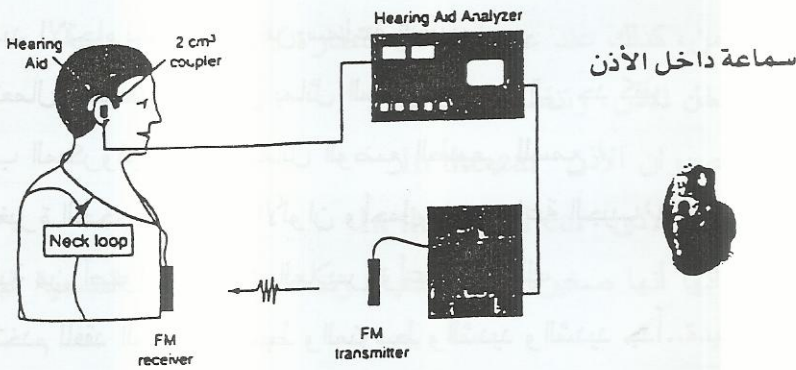 Hearing Aid Analyzer
Hearing
Aid
2 cm³
coupler
سماعة داخل الأذن
Neck loop
FM
receiver
FM
transmitter